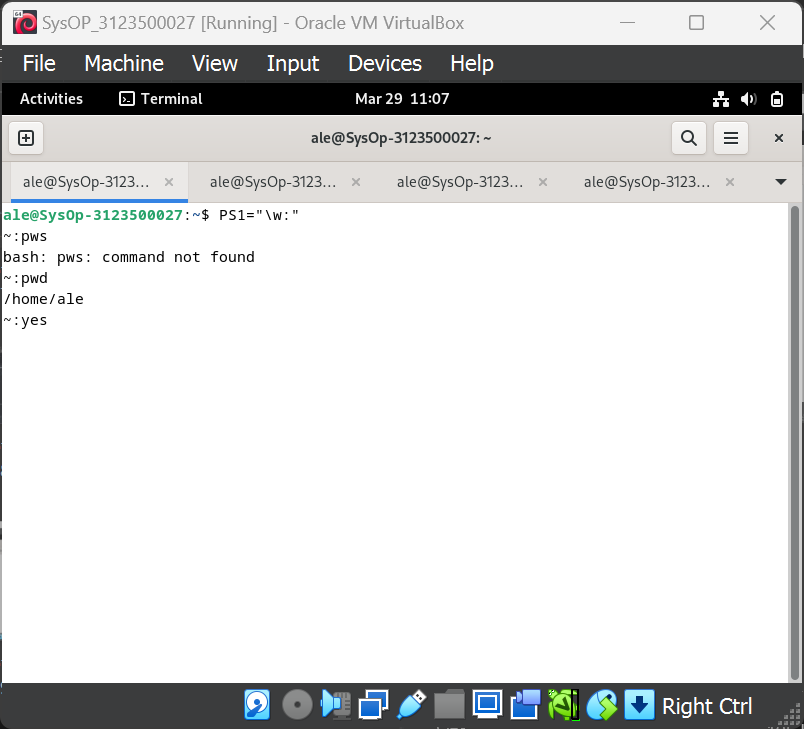 64
SysOP_3123500027 [Running] - Oracle VM VirtualBox
File Machine View Input Devices Help
Activities Terminal Mar 29 11:07
ale@SysOp-3123500027: ~
ale@SysOp-3123... ale@SysOp-3123... ale@SysOp-3123... ale@SysOp-3123...
ale@SysOp-3123500027:~$ PS1="\w:"
~:pws
bash: pws: command not found
~:pwd
/home/ale
~:yes
Right Ctrl